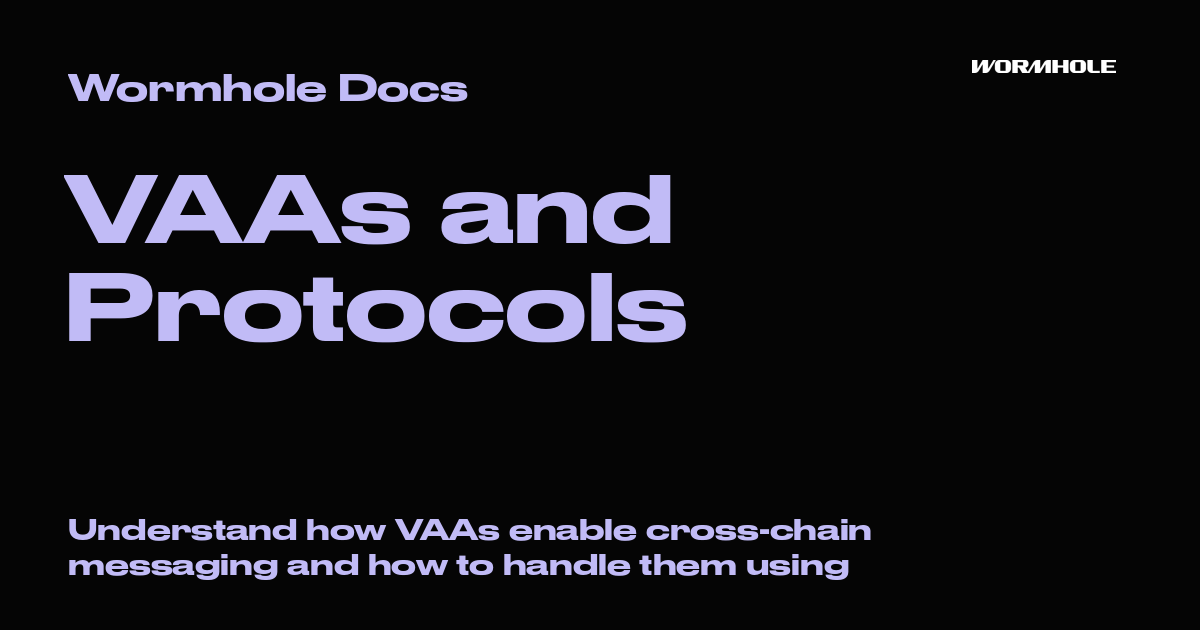 Wormhole Docs
WORMHOLE
VAAs and
Protocols
Understand how VAAs enable cross-chain
messaging and how to handle them using